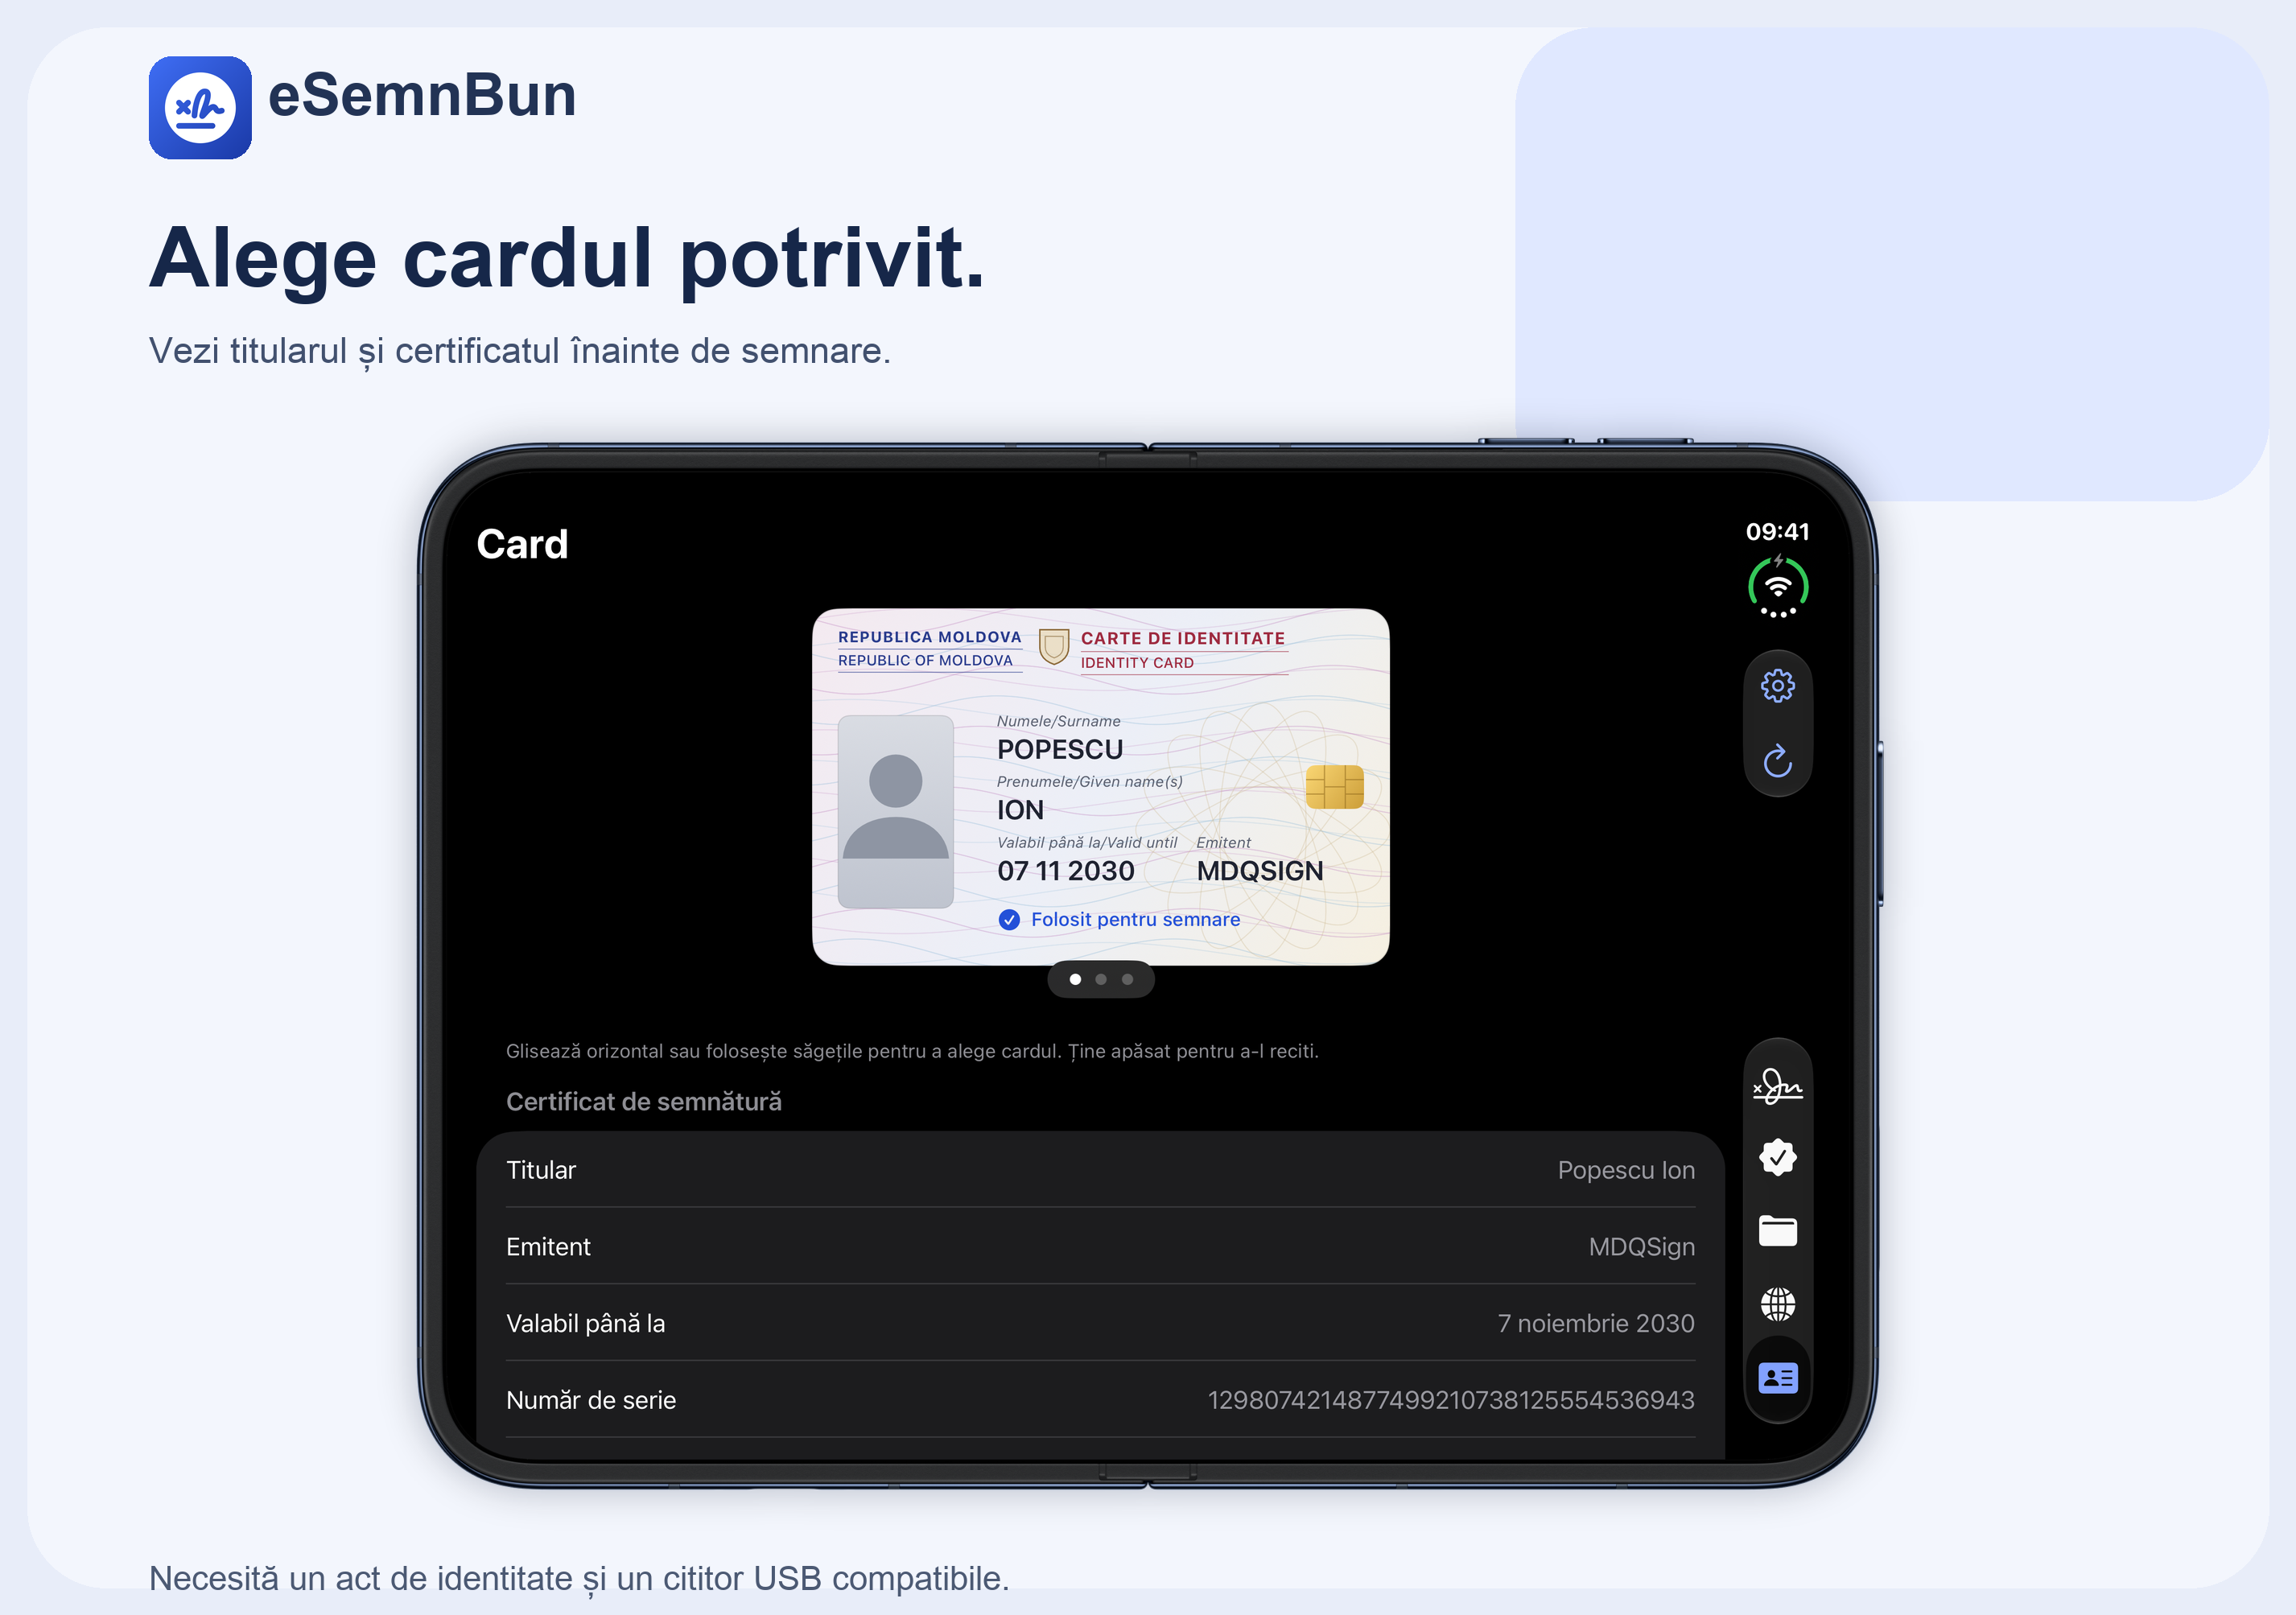 eSemnBun
Alege cardul potrivit.
Vezi titularul și certificatul înainte de semnare.
Card
09:41
REPUBLICA MOLDOVA
REPUBLIC OF MOLDOVA
CARTE DE IDENTITATE
IDENTITY CARD
Numele/Surname
POPESCU
Prenumele/Given name(s)
ION
Valabil până la/Valid until
07 11 2030
Emitent
MDQSIGN
Folosit pentru semnare
Glisează orizontal sau folosește săgețile pentru a alege cardul. Ține apăsat pentru a-l reciti.
Certificat de semnătură
Titular Popescu Ion
Emitent MDQSign
Valabil până la 7 noiembrie 2030
Număr de serie 129807421487749921073812555453694​3
Necesită un act de identitate și un cititor USB compatibile.